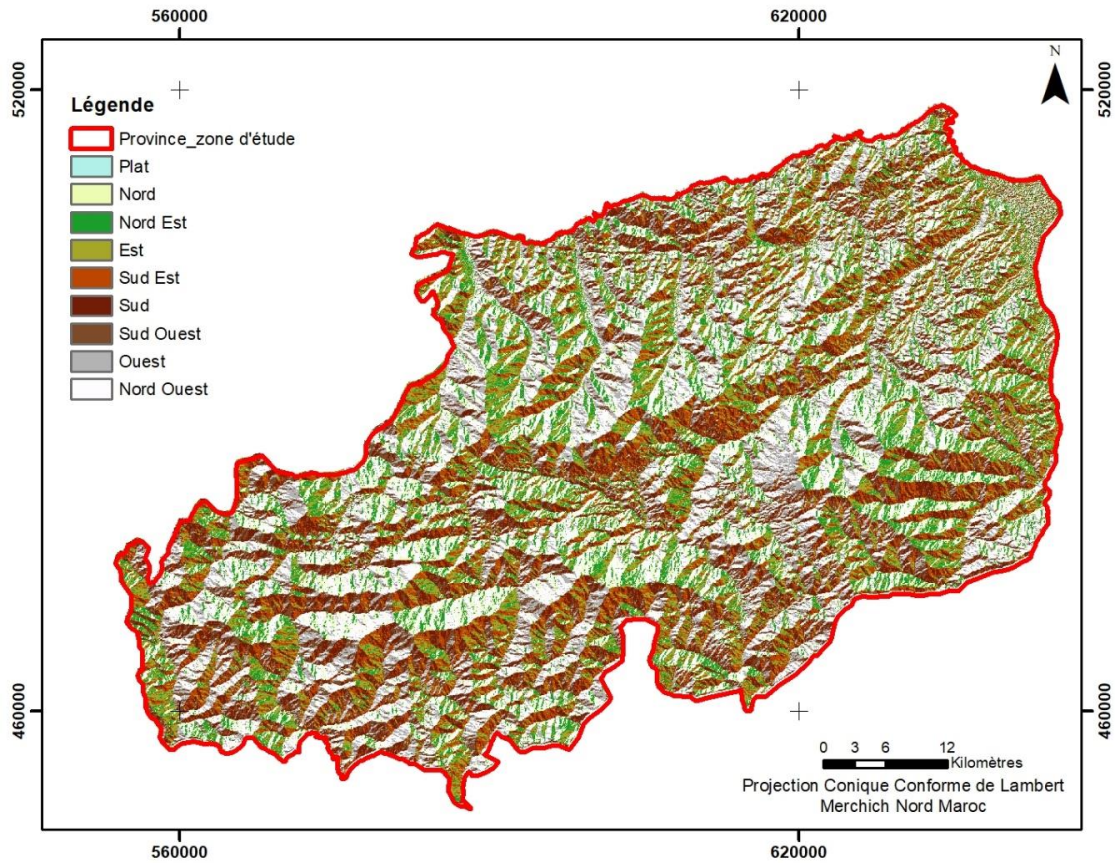 560000
620000
520000
520000
N
Légende
Province_zone d'étude
Plat
Nord
Nord Est
Est
Sud Est
Sud
Sud Ouest
Ouest
Nord Ouest
460000
460000
0 3 6 12
Kilomètres
Projection Conique Conforme de Lambert
Merchich Nord Maroc
560000
620000